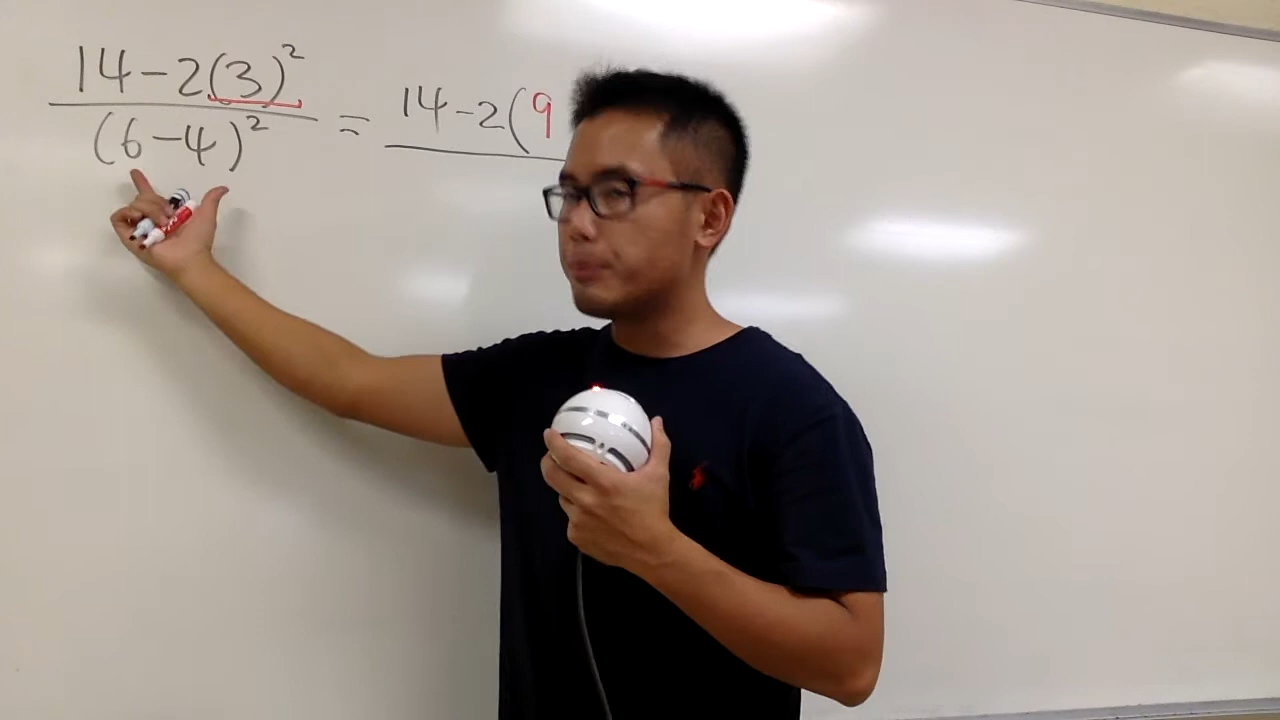 14-2(3)² = 14-2(9
(6-4)²